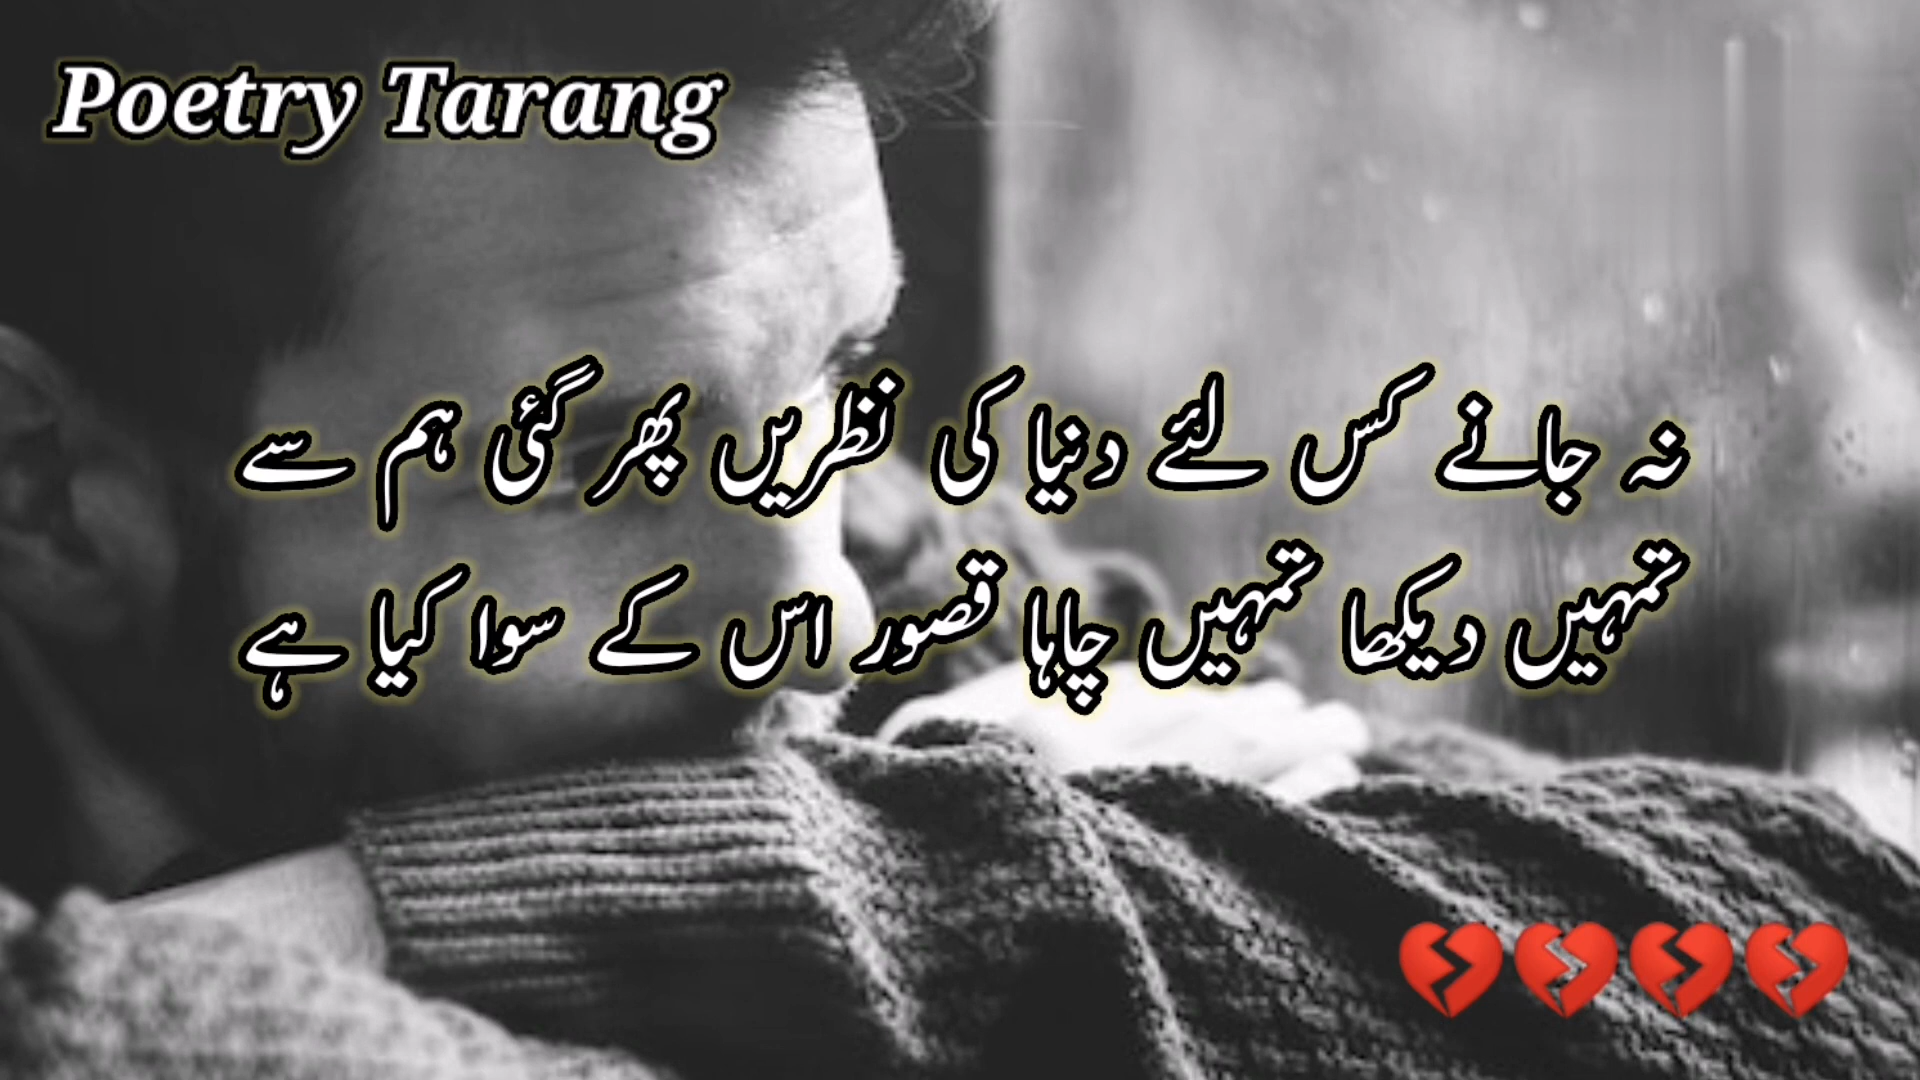 Poetry Tarang
نہ جانے کس لئے دنیا کی نظریں پھر گئی ہم سے
تمہیں دیکھا تمہیں چاہا قصور اس کے سوا کیا ہے